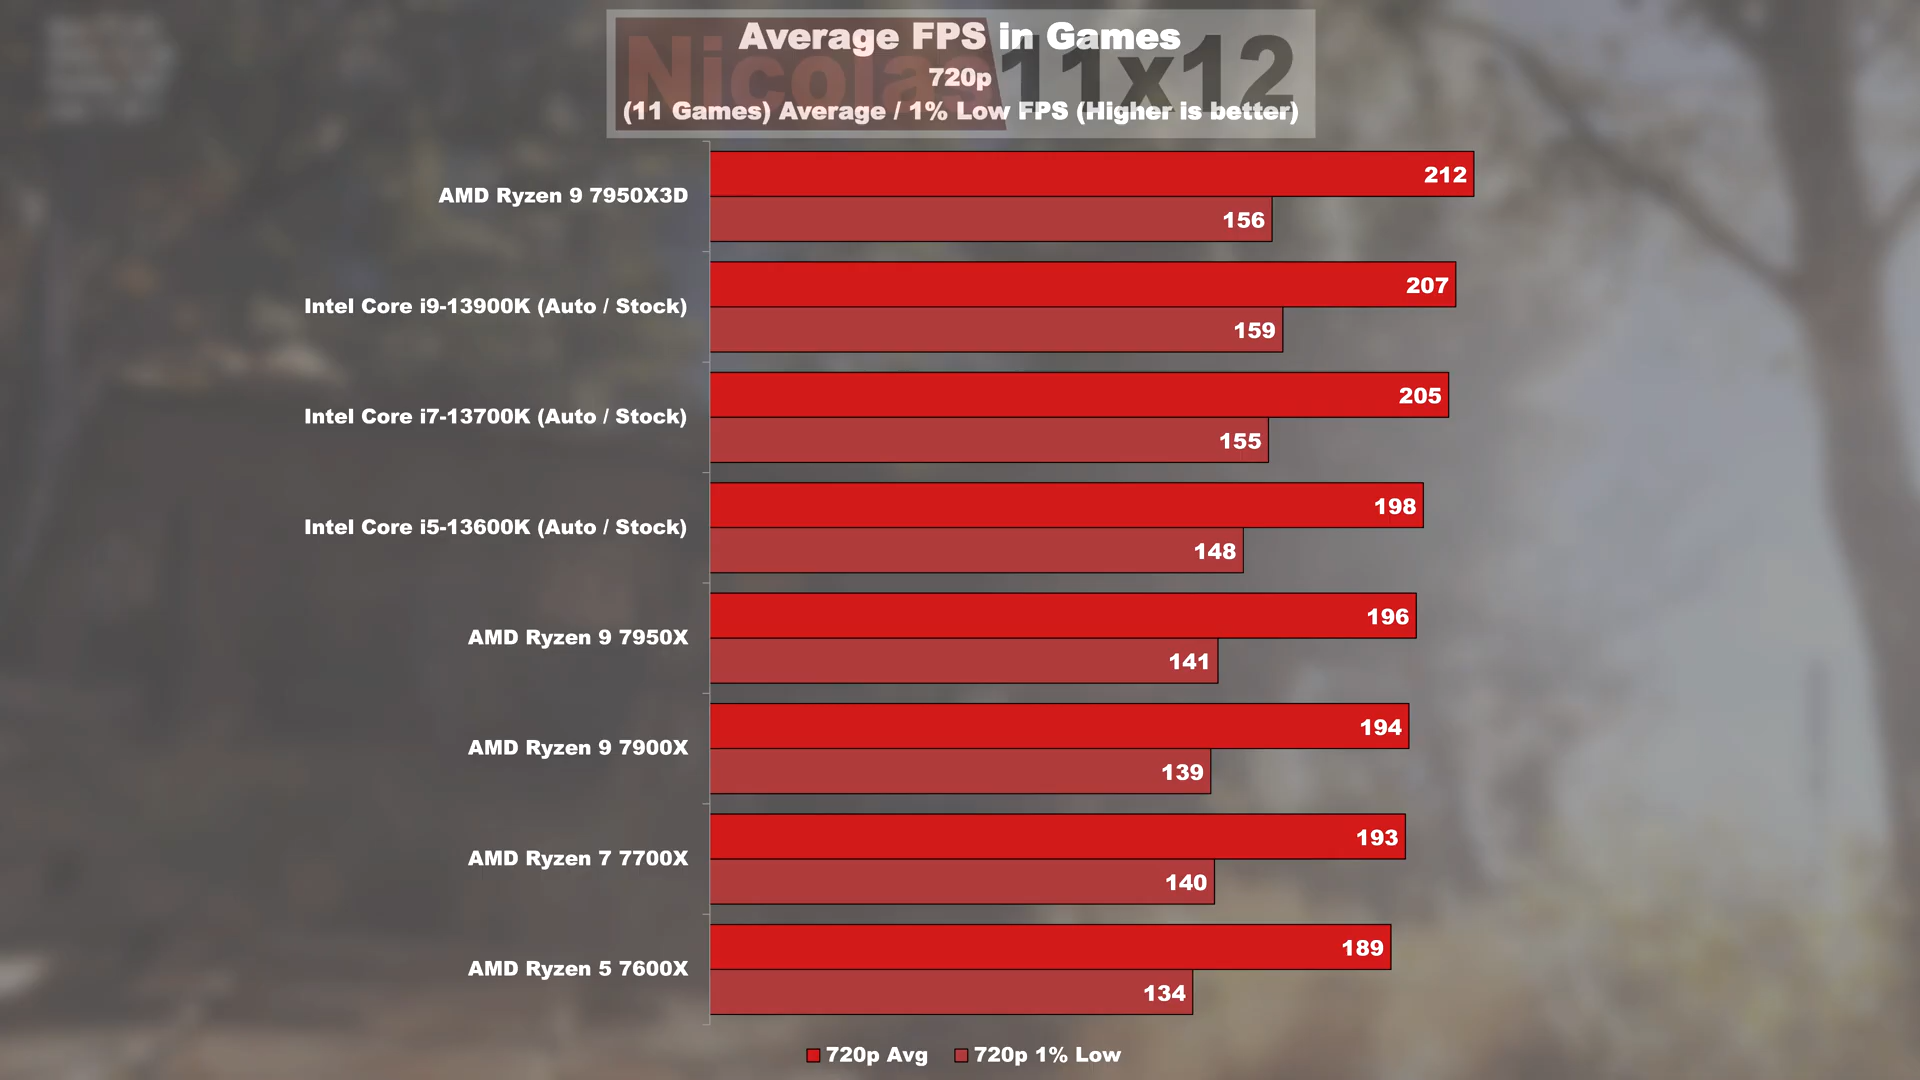 Nicolas11x12
Average FPS in Games
720p
(11 Games) Average / 1% Low FPS (Higher is better)
AMD Ryzen 9 7950X3D
212
156
Intel Core i9-13900K (Auto / Stock)
207
159
Intel Core i7-13700K (Auto / Stock)
205
155
Intel Core i5-13600K (Auto / Stock)
198
148
AMD Ryzen 9 7950X
196
141
AMD Ryzen 9 7900X
194
139
AMD Ryzen 7 7700X
193
140
AMD Ryzen 5 7600X
189
134
720p Avg
720p 1% Low